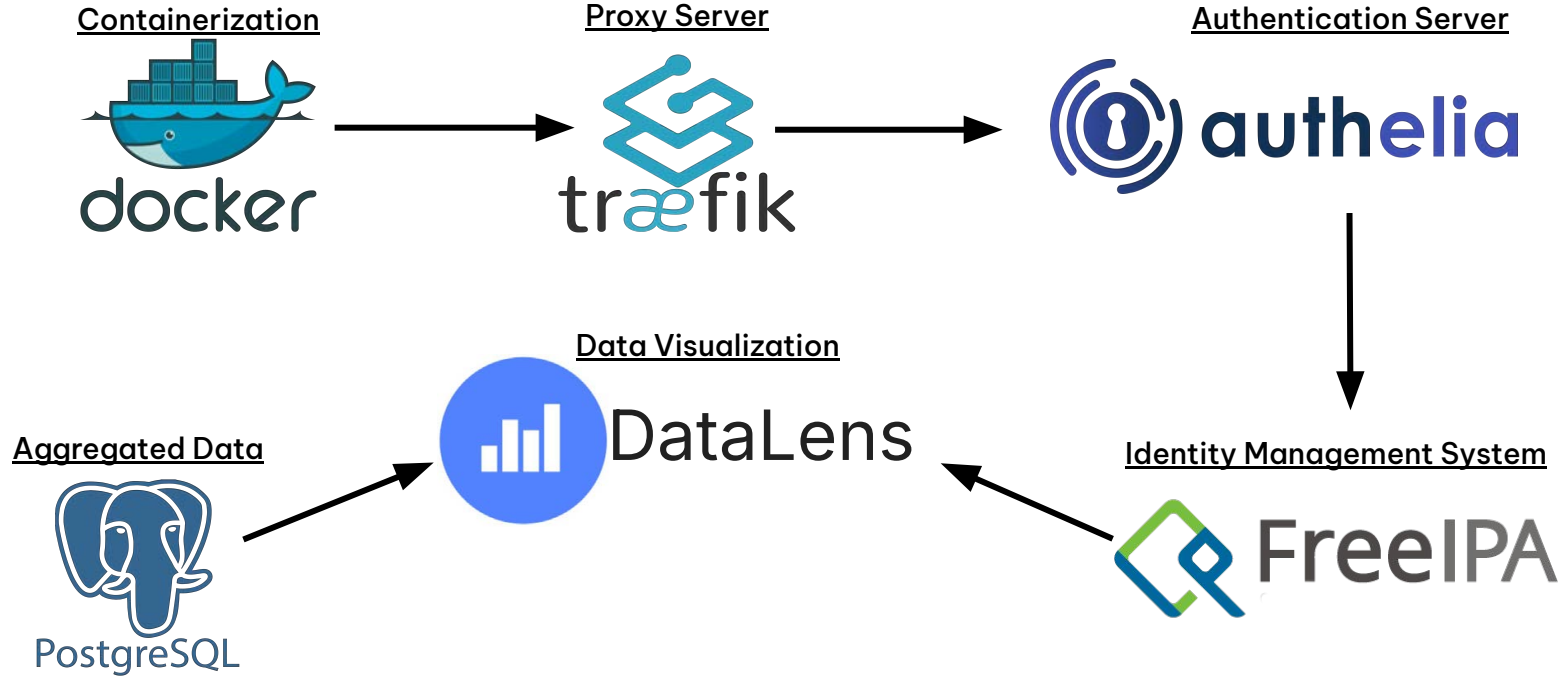 Containerization
docker
Proxy Server
træfik
Authentication Server
authelia
Data Visualization
DataLens
Aggregated Data
PostgreSQL
Identity Management System
FreeIPA